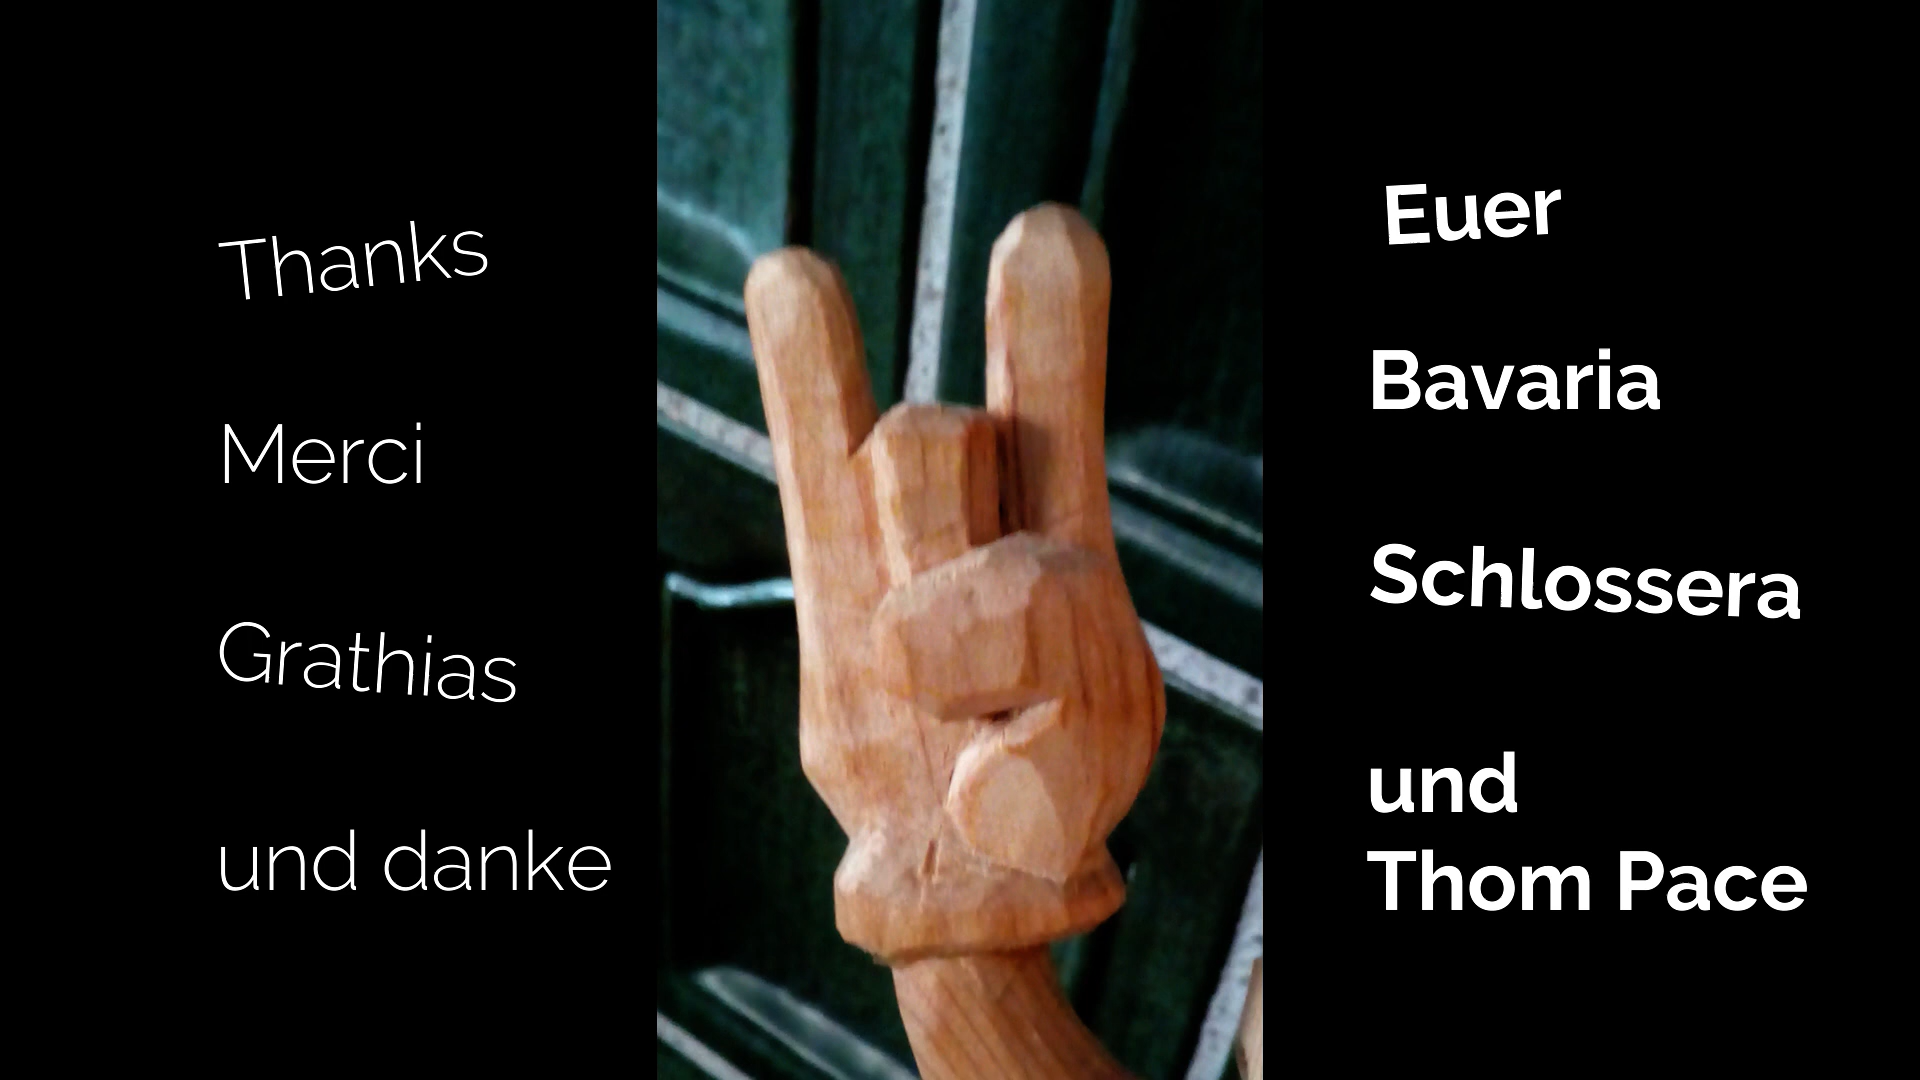 Thanks
Merci
Grathias
und danke
Euer
Bavaria
Schlossera
und
Thom Pace